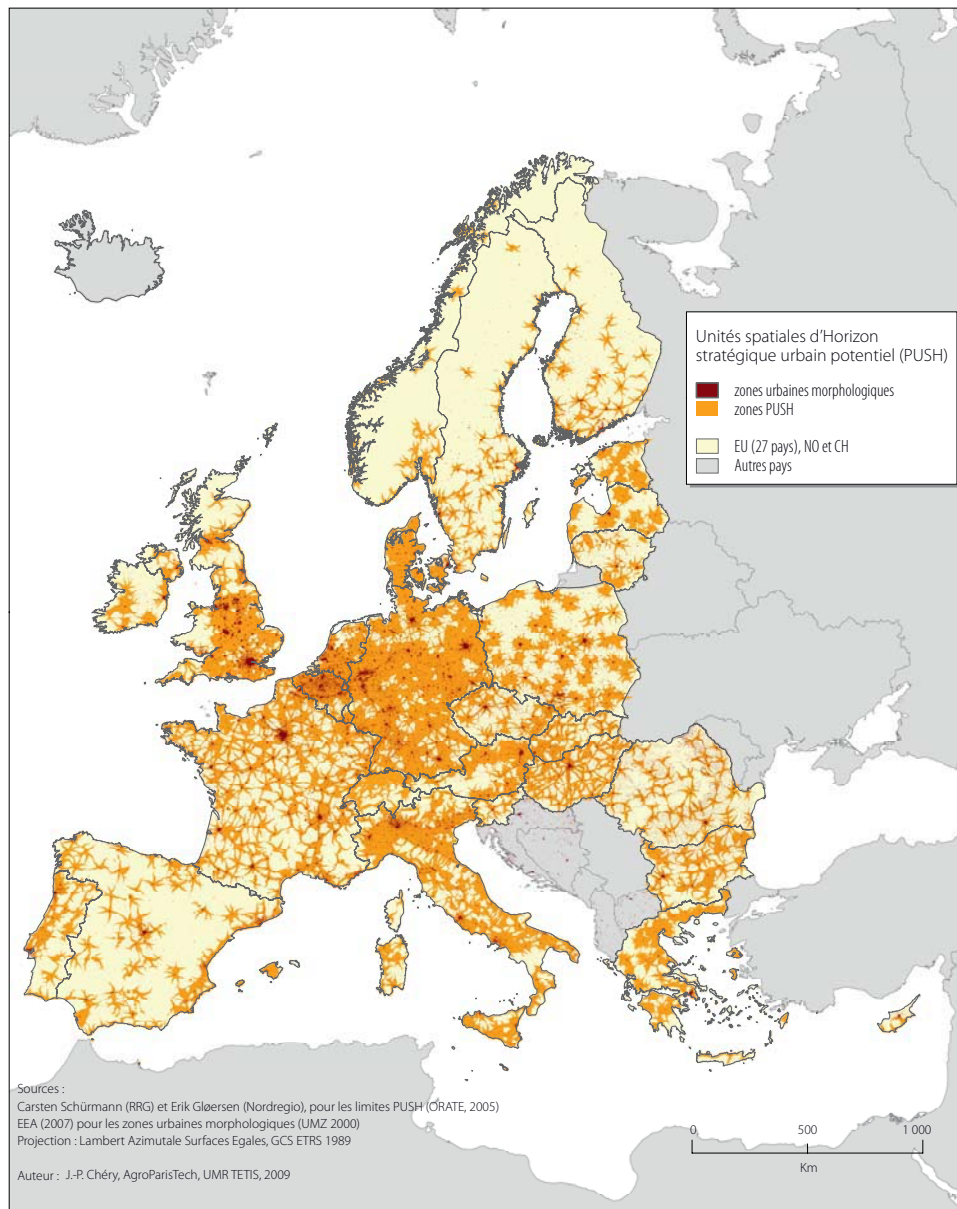 Unités spatiales d'Horizon
stratégique urbain potentiel (PUSH)
zones urbaines morphologiques
zones PUSH
EU (27 pays), NO et CH
Autres pays
Sources :
Carsten Schürmann (RRG) et Erik Gløersen (Nordregio), pour les limites PUSH (ORATE, 2005)
EEA (2007) pour les zones urbaines morphologiques (UMZ 2000)
Projection : Lambert Azimutale Surfaces Egales, GCS ETRS 1989
Auteur : J.-P. Chéry, AgroParisTech, UMR TETIS, 2009
0 500 1 000
Km